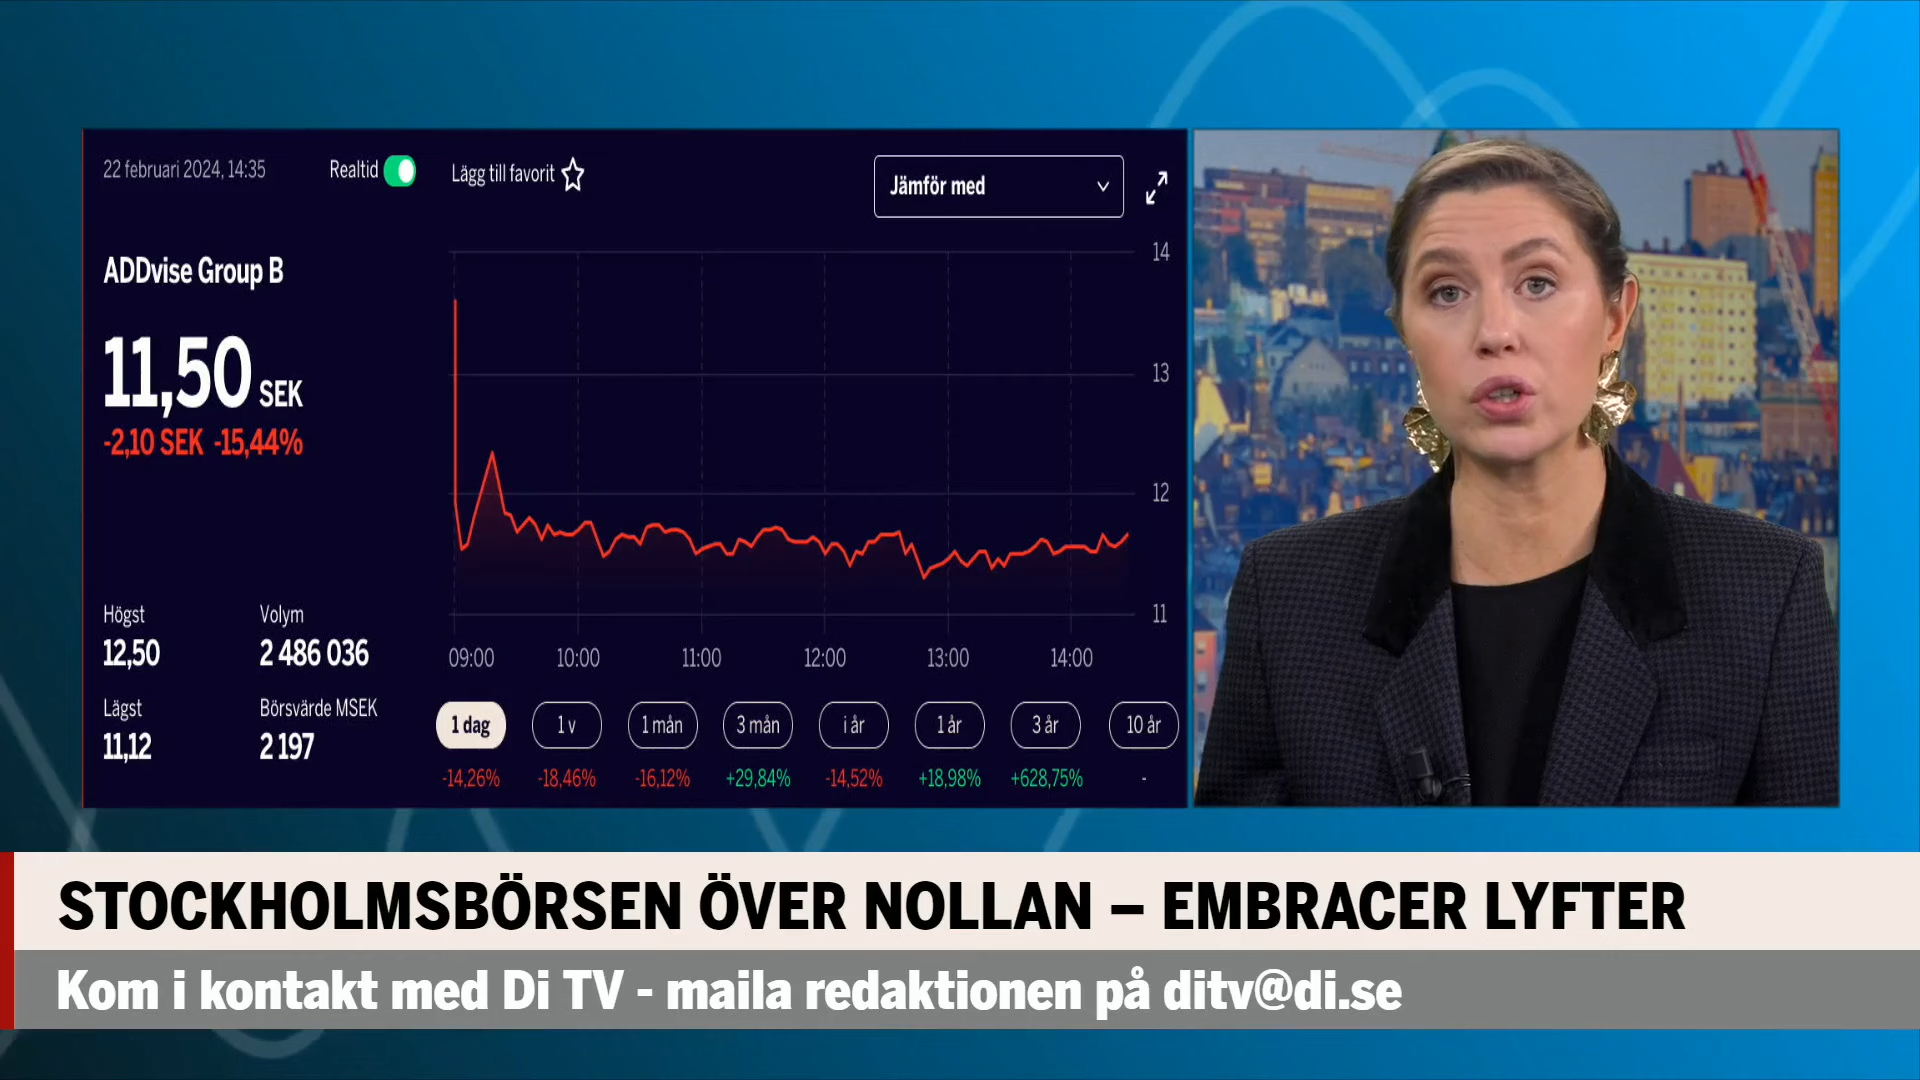 22 februari 2024, 14:35
Realtid
Lägg till favorit
Jämför med
ADDvise Group B
11,50 SEK
-2,10 SEK -15,44%
Högst
Volym
12,50
2 486 036
Lägst
Börsvärde MSEK
11,12
2 197
14
13
12
11
09:00
10:00
11:00
12:00
13:00
14:00
1 dag
1 v
1 mån
3 mån
i år
1 år
3 år
10 år
-14,26%
-18,46%
-16,12%
+29,84%
-14,52%
+18,98%
+628,75%
-
STOCKHOLMSBÖRSEN ÖVER NOLLAN – EMBRACER LYFTER
Kom i kontakt med Di TV - maila redaktionen på ditv@di.se